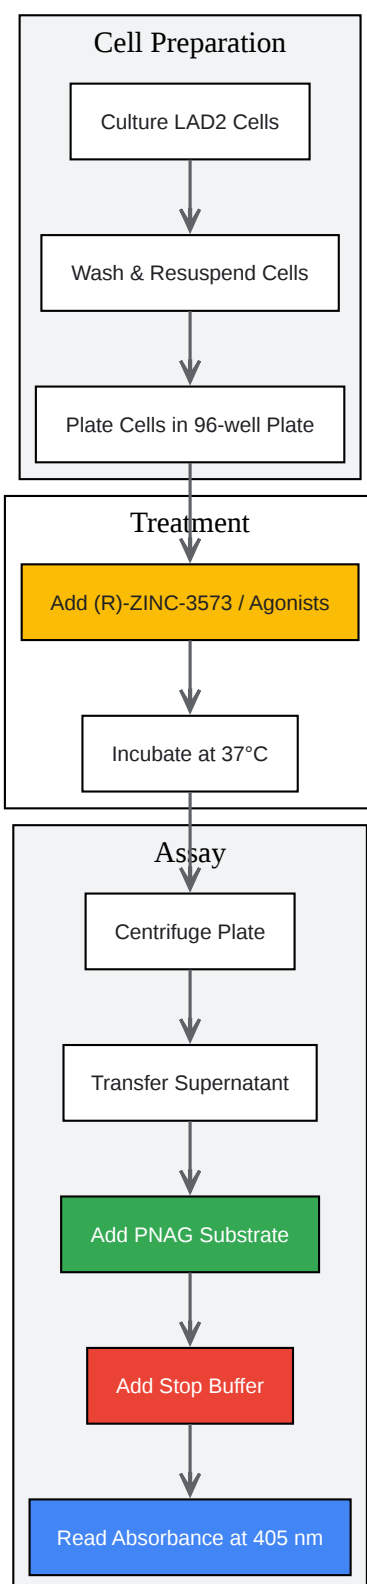 Cell Preparation
Culture LAD2 Cells
Wash & Resuspend Cells
Plate Cells in 96-well Plate
Treatment
Add (R)-ZINC-3573 / Agonists
Incubate at 37°C
Assay
Centrifuge Plate
Transfer Supernatant
Add PNAG Substrate
Add Stop Buffer
Read Absorbance at 405 nm